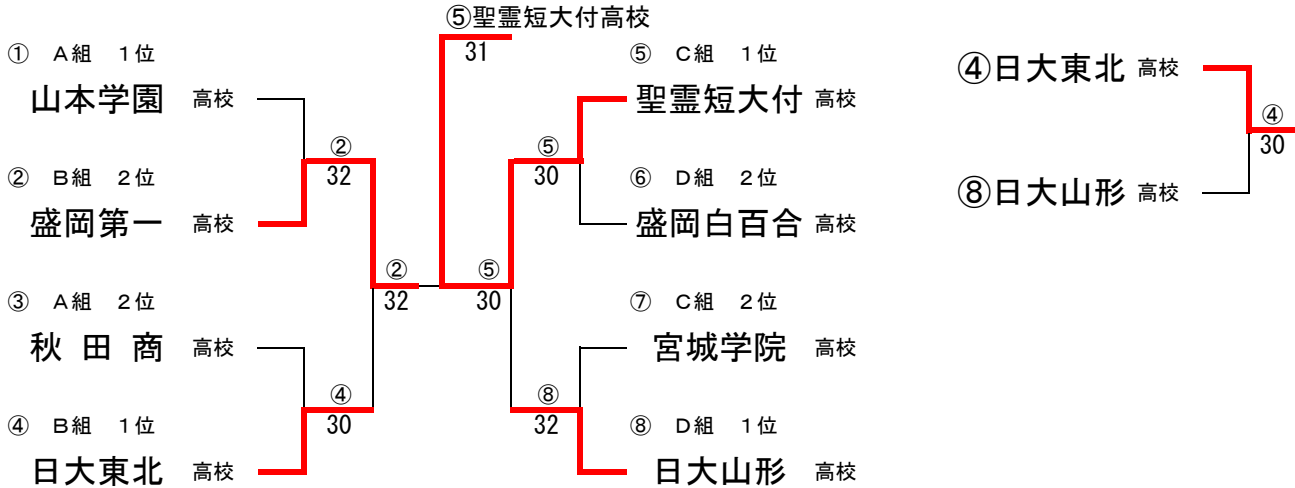 ⑤聖霊短大付高校
31
① A組 1位
山本学園 高校
②
32
② B組 2位
盛岡第一 高校
②
32
③ A組 2位
秋田商 高校
④
30
④ B組 1位
日大東北 高校
⑤ C組 1位
聖霊短大付 高校
⑤
30
⑥ D組 2位
盛岡白百合 高校
⑤
30
⑦ C組 2位
宮城学院 高校
⑧
32
⑧ D組 1位
日大山形 高校
④日大東北 高校
④
30
⑧日大山形 高校